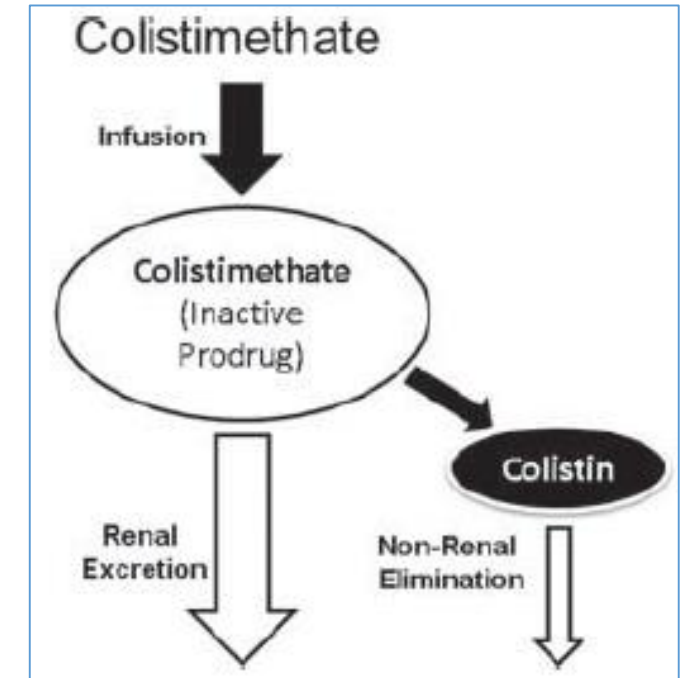 Colistimethate
Infusion
Colistimethate
(Inactive
Prodrug)
Colistin
Renal
Excretion
Non-Renal
Elimination